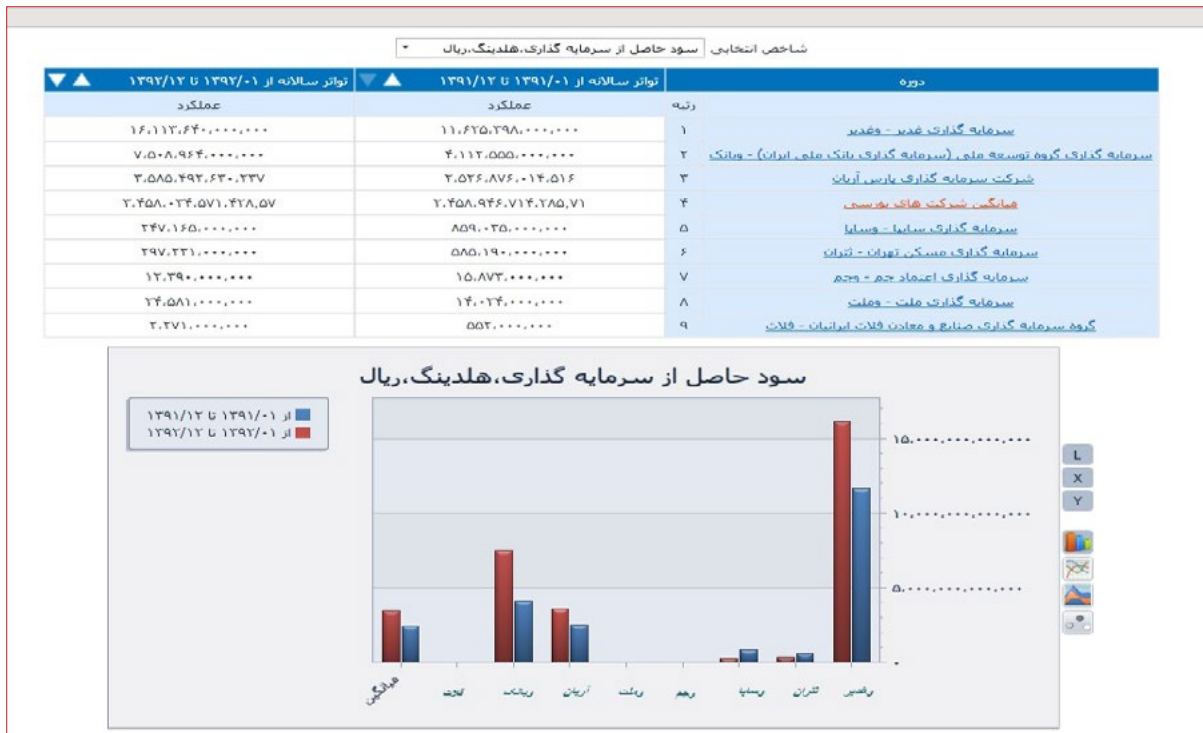 شاخص انتخابی سود حاصل از سرمایه گذاری،هلدینگ،ریال
دوره تواتر سالانه از ۱۳۹۱/۰۱ تا ۱۳۹۱/۱۲ تواتر سالانه از ۱۳۹۲/۰۱ تا ۱۳۹۲/۱۲
رتبه عملکرد عملکرد
سرمایه گذاری غدیر - وغدیر ۱ ۱۱،۶۲۵،۳۹۸،۰۰۰،۰۰۰ ۱۶،۱۱۳،۶۴۰،۰۰۰،۰۰۰
سرمایه گذاری گروه توسعه ملی (سرمایه گذاری بانک ملی ایران) - وبانک ۲ ۴،۱۱۲،۵۵۵،۰۰۰،۰۰۰ ۷،۵۰۸،۹۶۴،۰۰۰،۰۰۰
شرکت سرمایه گذاری پارس آریان ۳ ۲،۵۲۶،۸۷۶،۰۱۴،۵۱۶ ۳،۵۸۵،۴۹۲،۶۳۰،۲۳۷
میانگین شرکت های بورسی ۴ ۲،۴۵۸،۹۴۶،۷۱۴،۲۸۵,۷۱ ۳،۴۵۸،۰۳۴،۵۷۱،۴۲۸,۵۷
سرمایه گذاری سایپا - وساپا ۵ ۸۵۹،۰۳۵،۰۰۰،۰۰۰ ۲۴۷،۱۶۵،۰۰۰،۰۰۰
سرمایه گذاری مسکن تهران - ثتران ۶ ۵۸۵،۱۹۰،۰۰۰،۰۰۰ ۲۹۷،۲۳۱،۰۰۰،۰۰۰
سرمایه گذاری اعتماد جم - وجم ۷ ۱۵،۸۷۳،۰۰۰،۰۰۰ ۱۲،۳۹۰،۰۰۰،۰۰۰
سرمایه گذاری ملت - وملت ۸ ۱۴،۰۲۴،۰۰۰،۰۰۰ ۲۴،۵۸۱،۰۰۰،۰۰۰
گروه سرمایه گذاری صنایع و معادن فلات ایرانیان - فلات ۹ ۵۵۲،۰۰۰،۰۰۰ ۲،۲۷۱،۰۰۰،۰۰۰
سود حاصل از سرمایه گذاری،هلدینگ،ریال
از ۱۳۹۱/۰۱ تا ۱۳۹۱/۱۲
از ۱۳۹۲/۰۱ تا ۱۳۹۲/۱۲
۱۵،۰۰۰،۰۰۰،۰۰۰،۰۰۰
۱۰،۰۰۰،۰۰۰،۰۰۰،۰۰۰
۵،۰۰۰،۰۰۰،۰۰۰،۰۰۰
۰
L
X
Y
وغدیر ثتران وساپا وجم وملت آریان وبانک فلات میانگین